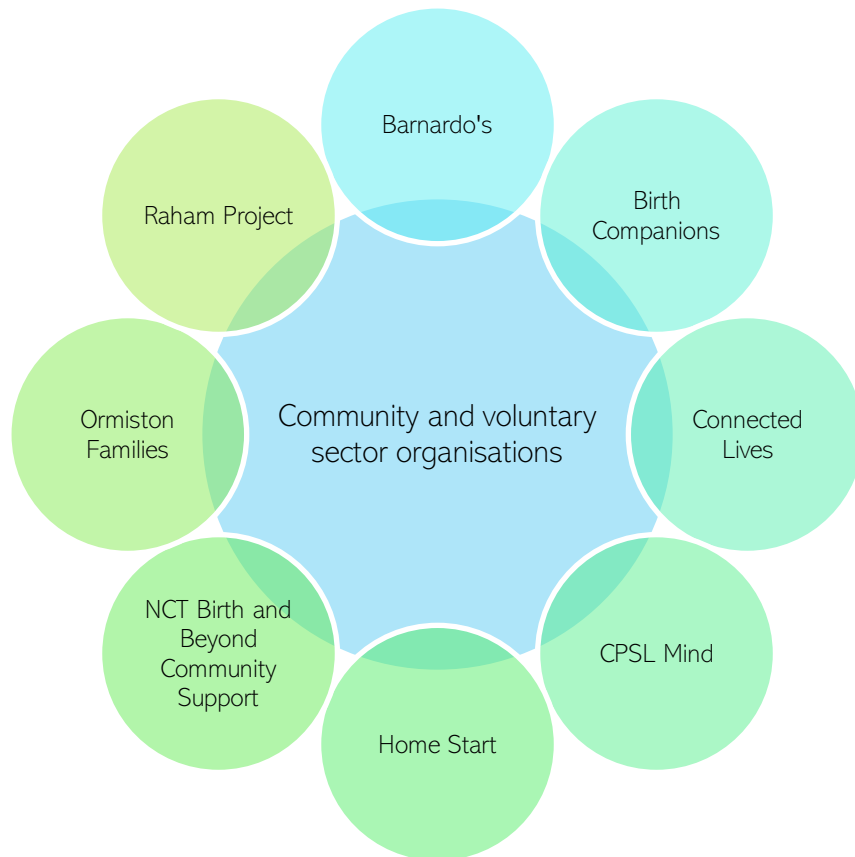 Barnardo's
Birth
Companions
Connected
Lives
CPSL Mind
Home Start
NCT Birth and
Beyond
Community
Support
Ormiston
Families
Raham Project
Community and voluntary
sector organisations